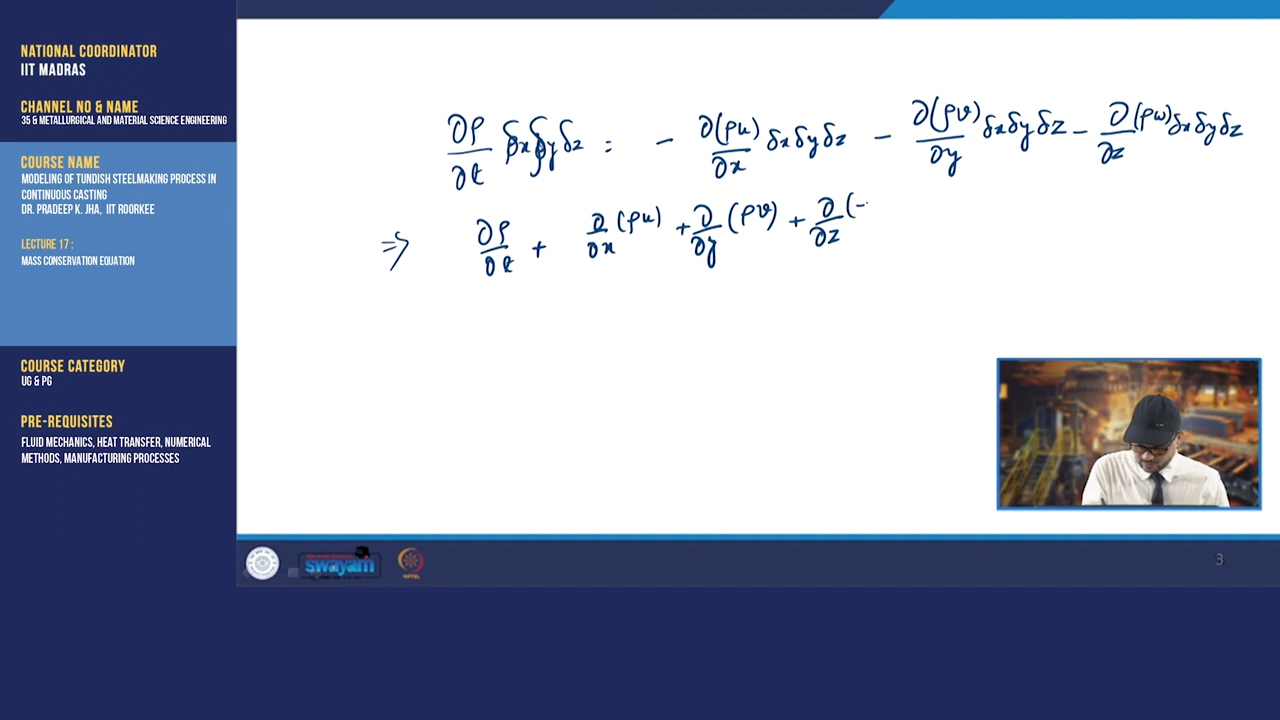 NATIONAL COORDINATOR
IIT MADRAS
CHANNEL NO & NAME
35 & METALLURGICAL AND MATERIAL SCIENCE ENGINEERING
COURSE NAME
MODELING OF TUNDISH STEELMAKING PROCESS IN
CONTINUOUS CASTING
DR. PRADEEP K. JHA, IIT ROORKEE
LECTURE 17 :
MASS CONSERVATION EQUATION
COURSE CATEGORY
UG & PG
PRE-REQUISITES
FLUID MECHANICS, HEAT TRANSFER, NUMERICAL
METHODS, MANUFACTURING PROCESSES
∂ρ/∂t δxδyδz = - ∂(ρu)/∂x δxδyδz - ∂(ρv)/∂y δxδyδz - ∂/∂z (ρw)δxδyδz
⇒ ∂ρ/∂t + ∂/∂x (ρu) + ∂/∂y (ρv) + ∂/∂z (
swayam
3